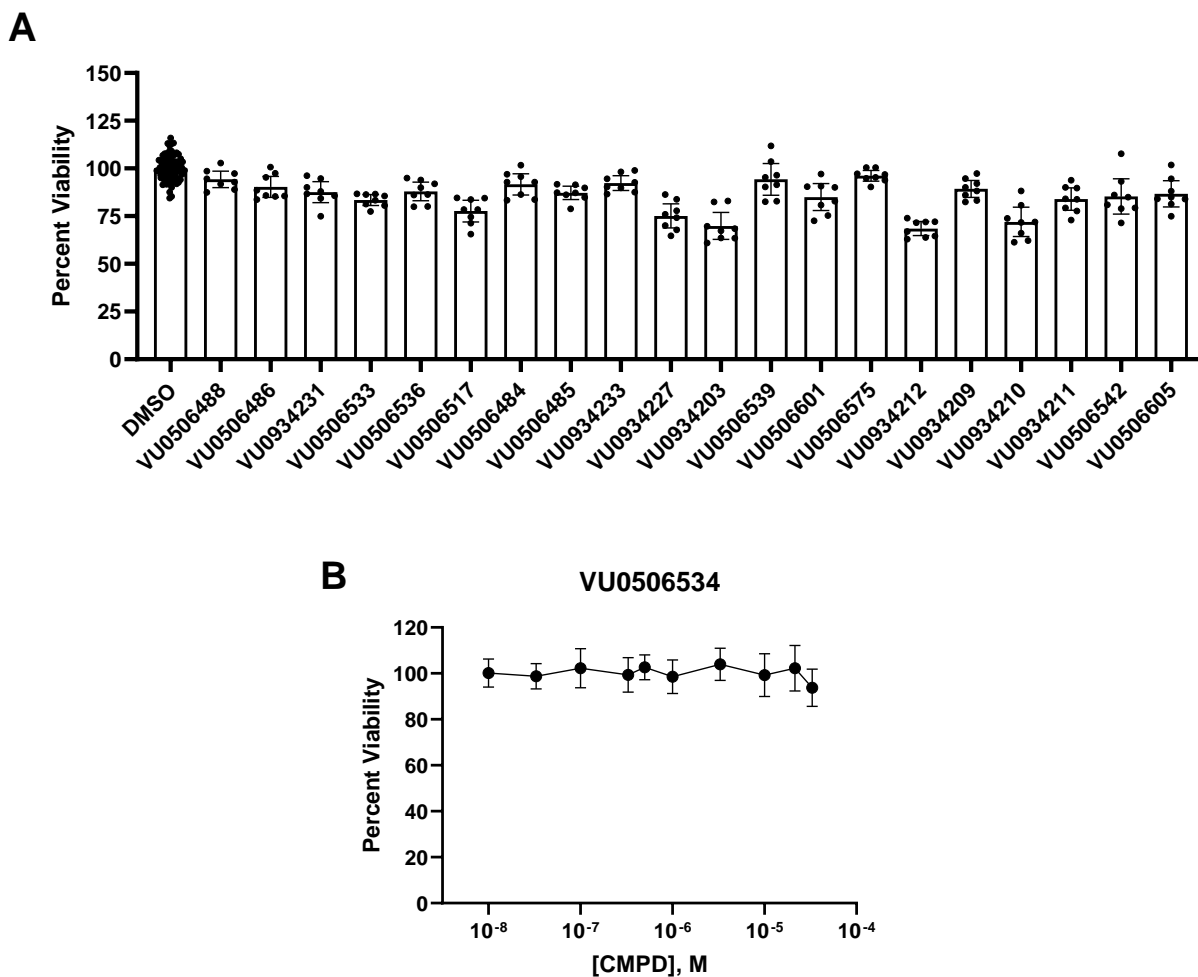 A
150
125
100
75
50
25
0
Percent Viability
DMSO
VU0506488
VU0506486
VU0934231
VU0506533
VU0506536
VU0506517
VU0506484
VU0506485
VU0934233
VU0934227
VU0934203
VU0506539
VU0506601
VU0506575
VU0934212
VU0934209
VU0934210
VU0934211
VU0506542
VU0506605
B
VU0506534
120
100
80
60
40
20
0
Percent Viability
10⁻⁸ 10⁻⁷ 10⁻⁶ 10⁻⁵ 10⁻⁴
[CMPD], M